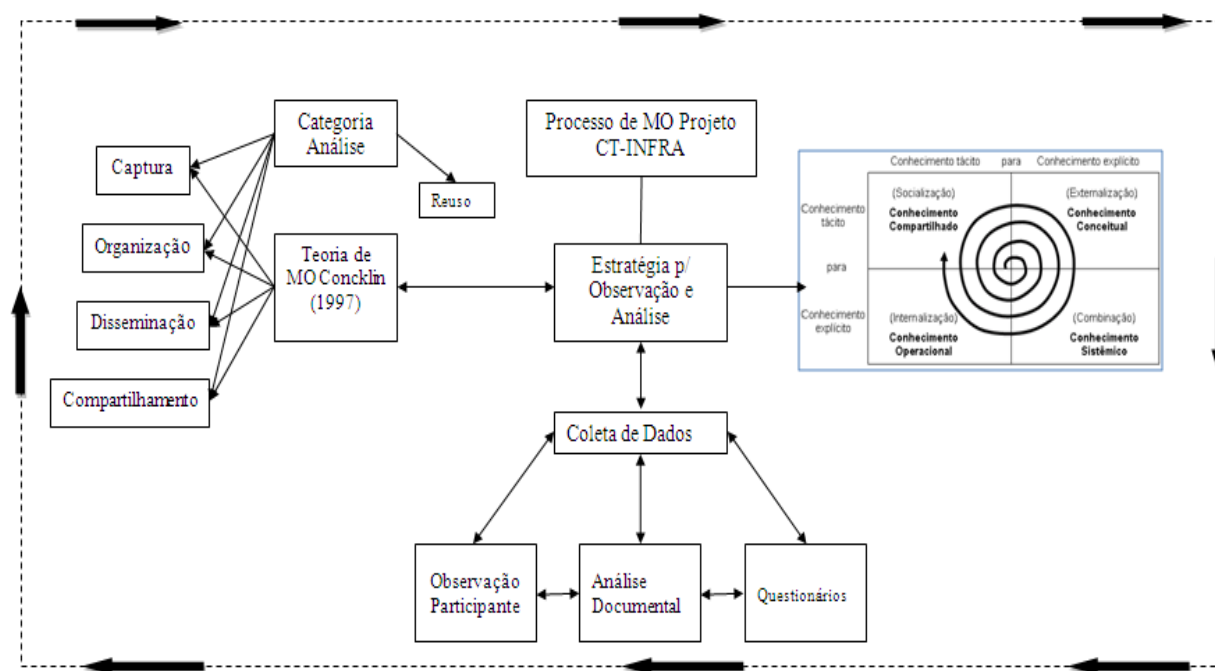 Categoria
Análise
Processo de MO Projeto
CT-INFRA
Captura
Reuso
Organização
Teoria de
MO Concklin
(1997)
Estratégia p/
Observação e
Análise
Disseminação
Compartilhamento
Conhecimento tácito para Conhecimento explícito
Conhecimento
tácito
para
Conhecimento
explícito
(Socialização)
Conhecimento
Compartilhado
(Externalização)
Conhecimento
Conceitual
(Internalização)
Conhecimento
Operacional
(Combinação)
Conhecimento
Sistêmico
Coleta de Dados
Observação
Participante
Análise
Documental
Questionários